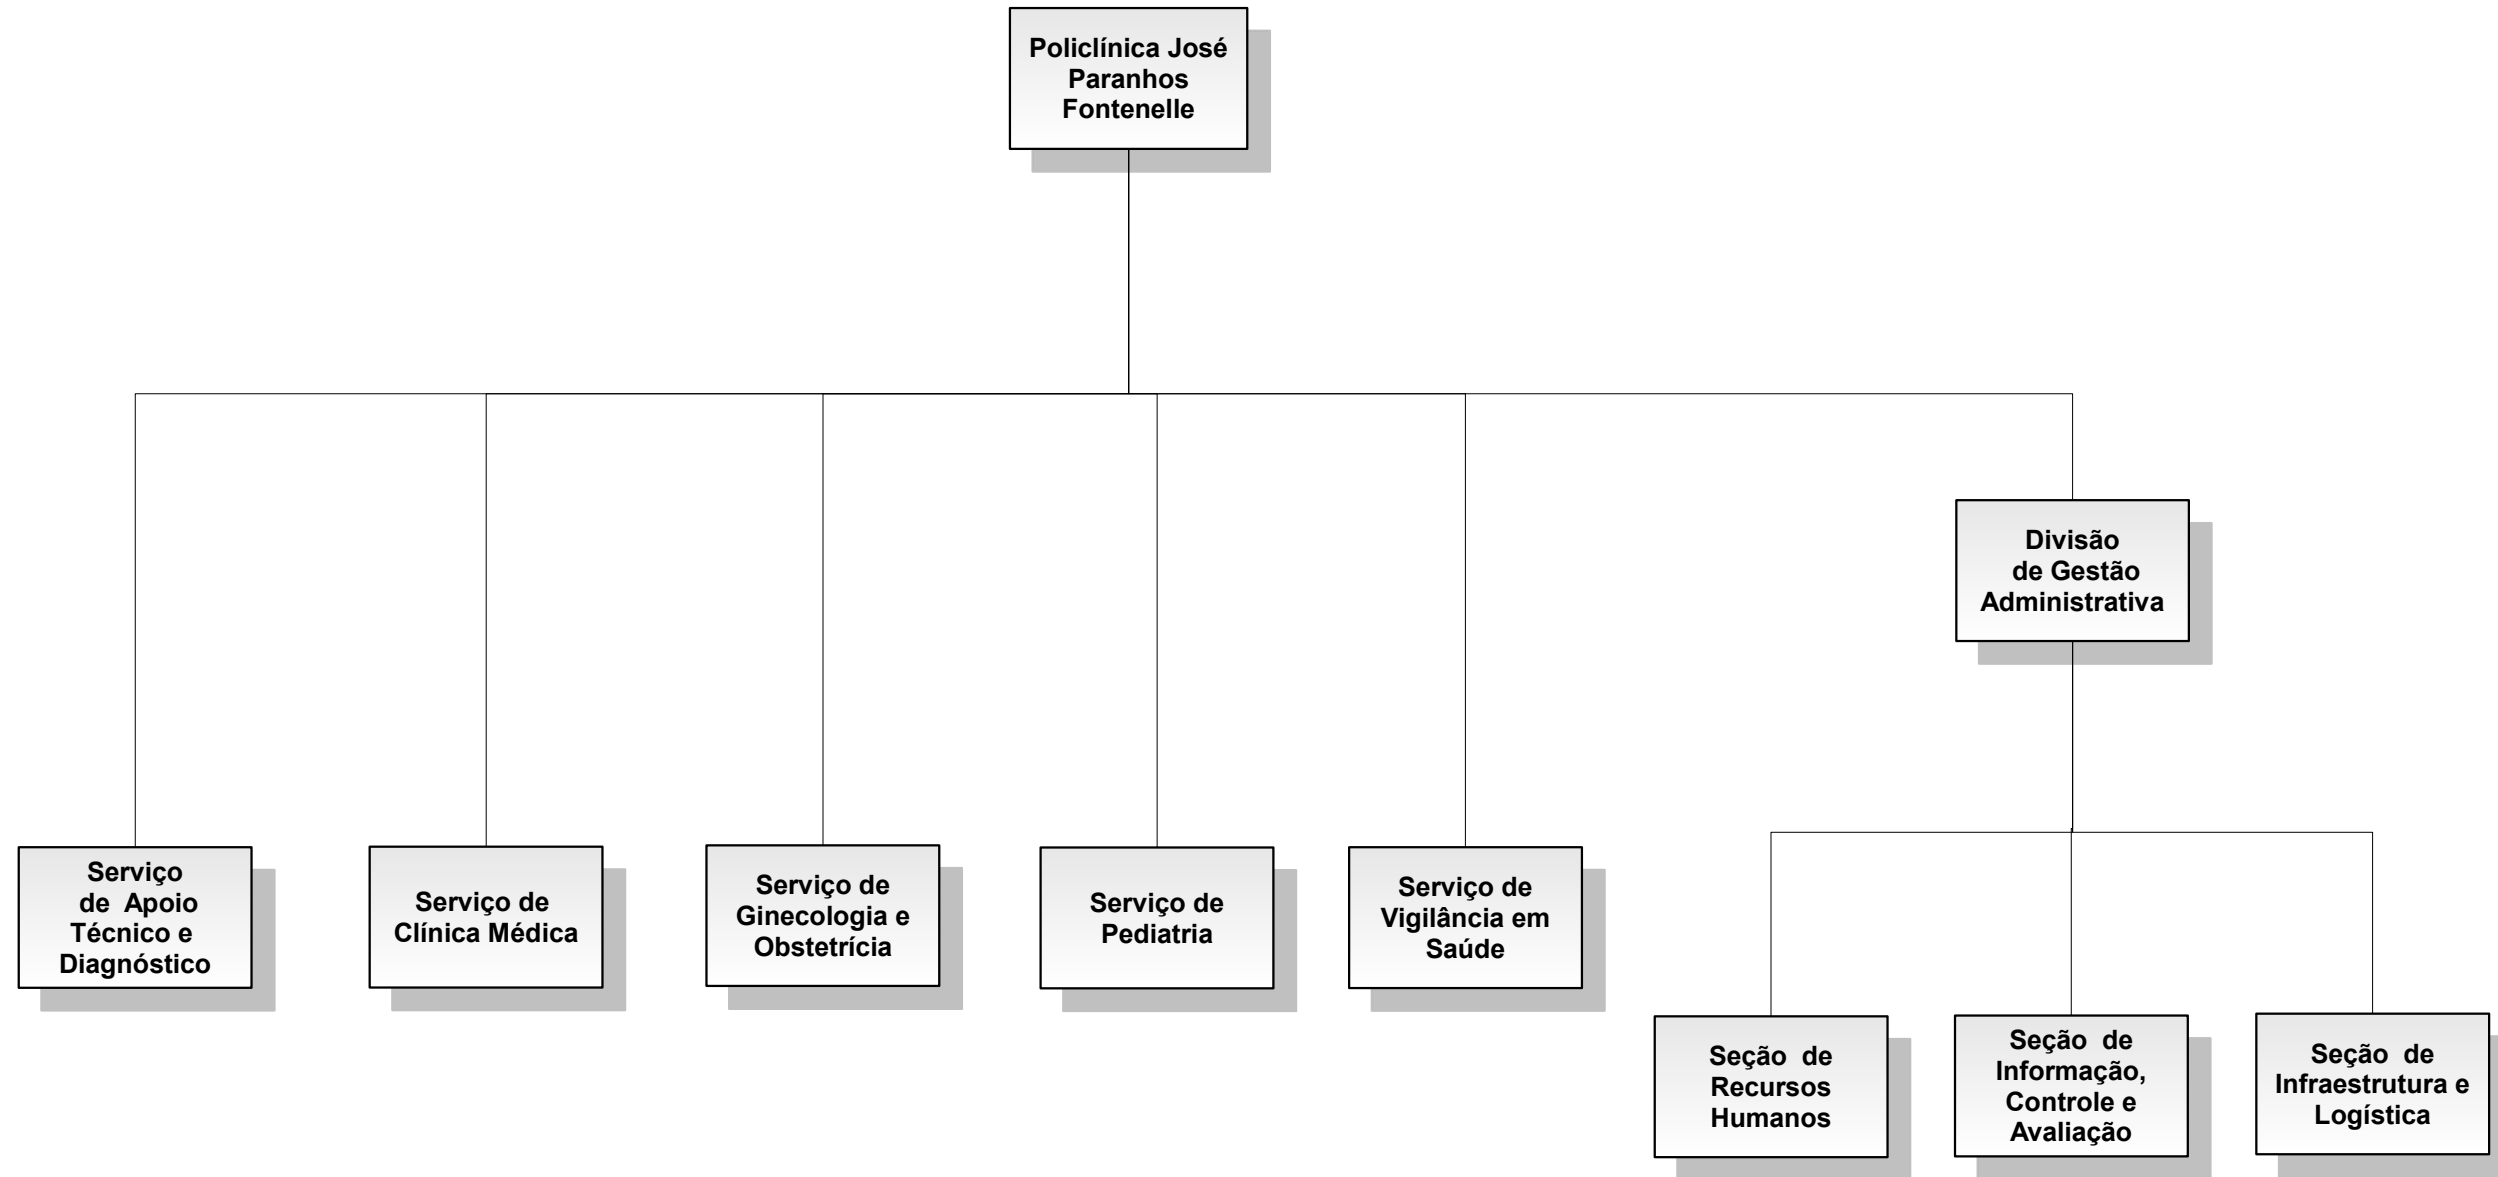 Policlínica José
Paranhos
Fontenelle
Divisão
de Gestão
Administrativa
Serviço
de Apoio
Técnico e
Diagnóstico
Serviço de
Clínica Médica
Serviço de
Ginecologia e
Obstetrícia
Serviço de
Pediatria
Serviço de
Vigilância em
Saúde
Seção de
Recursos
Humanos
Seção de
Informação,
Controle e
Avaliação
Seção de
Infraestrutura e
Logística